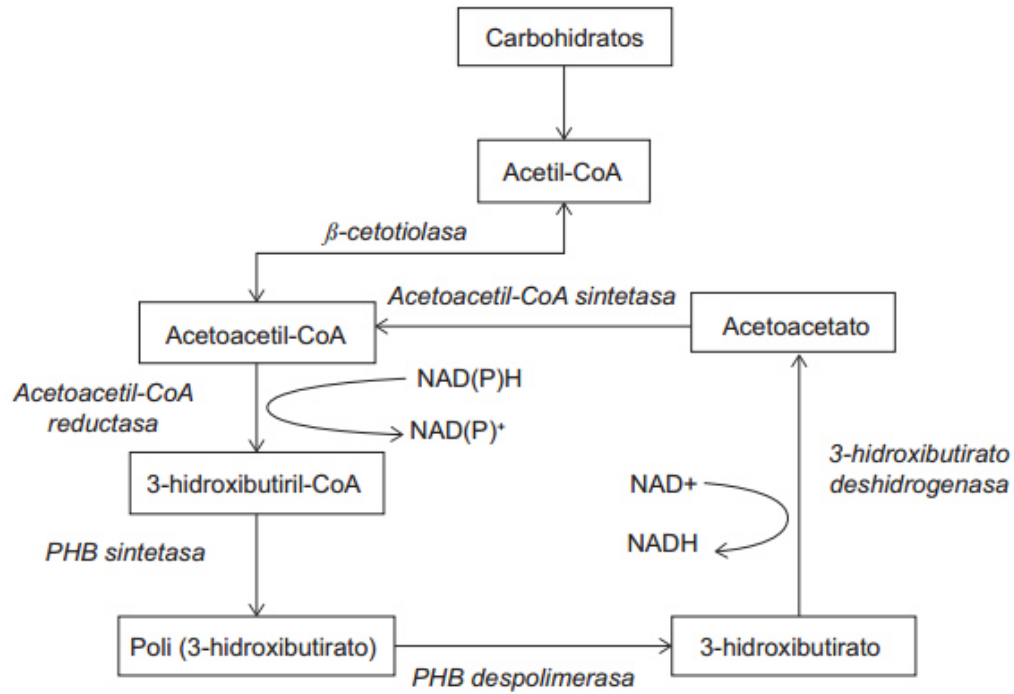 Carbohidratos
Acetil-CoA
β-cetotiolasa
Acetoacetil-CoA sintetasa
Acetoacetil-CoA
Acetoacetato
Acetoacetil-CoA
reductasa
NAD(P)H
NAD(P)⁺
3-hidroxibutirato
deshidrogenasa
3-hidroxibutiril-CoA
NAD+
NADH
PHB sintetasa
Poli (3-hidroxibutirato)
3-hidroxibutirato
PHB despolimerasa